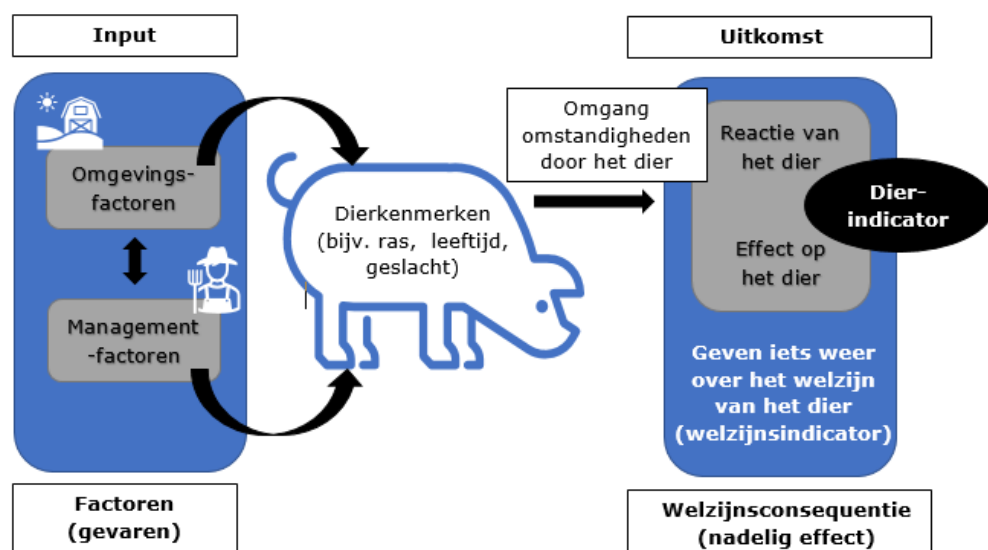 Input
Omgevings-
factoren
Management
-factoren
Factoren
(gevaren)
Dierkenmerken
(bijv. ras, leeftijd,
geslacht)
Omgang
omstandigheden
door het dier
Uitkomst
Reactie van
het dier
Dier-
indicator
Effect op
het dier
Geven iets weer
over het welzijn
van het dier
(welzijnsindicator)
Welzijnsconsequentie
(nadelig effect)